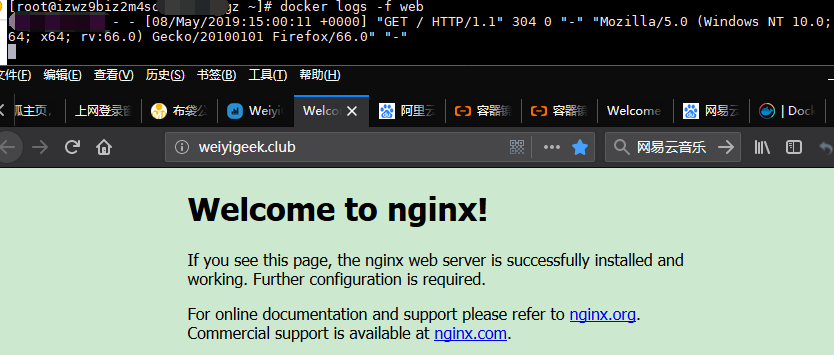 [root@izwz9biz2m4sc gz ~]# docker logs -f web
- - [08/May/2019:15:00:11 +0000] "GET / HTTP/1.1" 304 0 "-" "Mozilla/5.0 (Windows NT 10.0;
64; x64; rv:66.0) Gecko/20100101 Firefox/66.0" "-"
文件(F) 编辑(E) 查看(V) 历史(S) 书签(B) 工具(T) 帮助(H)
狐主页, 上网登录 布袋公 Weiyi Welco 阿里云 容器镜 容器镜 Welcome 网易云 | Dock
weiyigeek.club 网易云音乐
Welcome to nginx!
If you see this page, the nginx web server is successfully installed and
working. Further configuration is required.
For online documentation and support please refer to nginx.org.
Commercial support is available at nginx.com.